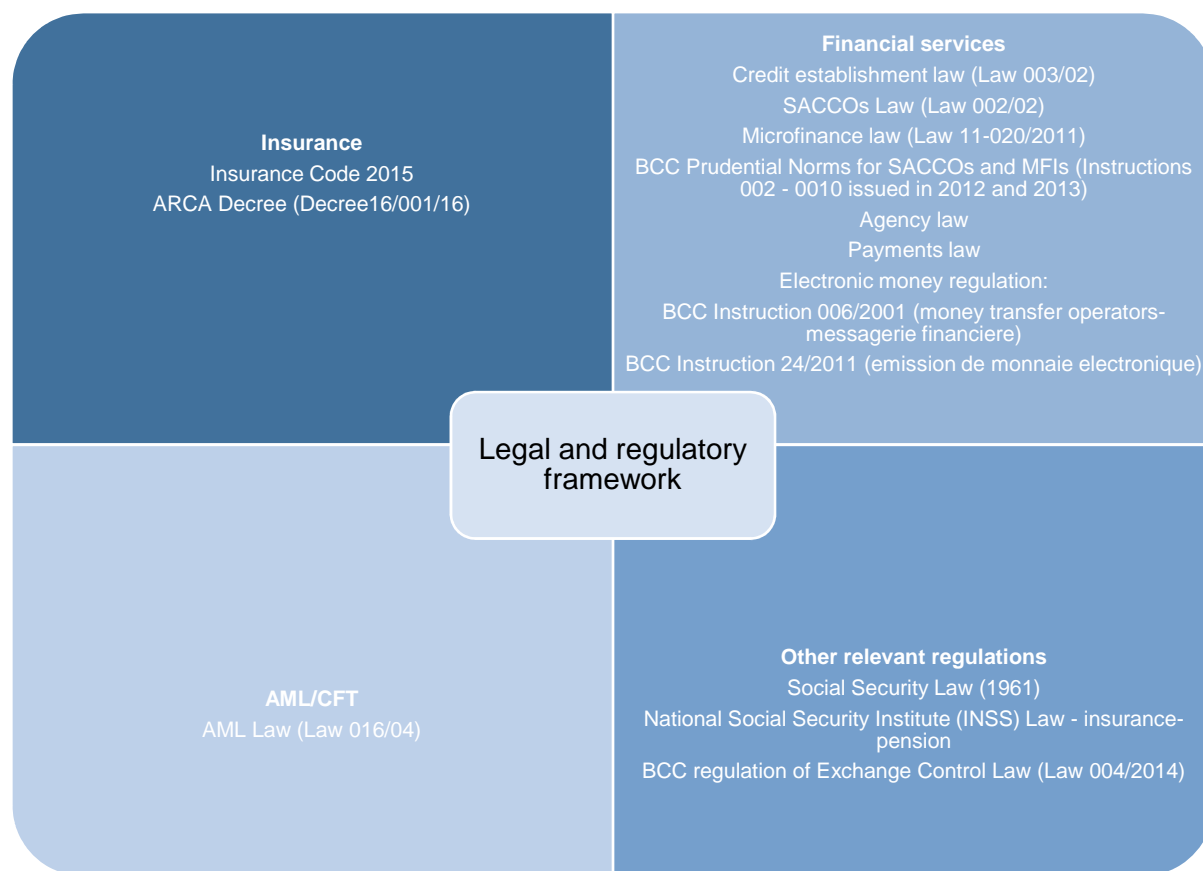 Insurance
Insurance Code 2015
ARCA Decree (Decree16/001/16)
Financial services
Credit establishment law (Law 003/02)
SACCOs Law (Law 002/02)
Microfinance law (Law 11-020/2011)
BCC Prudential Norms for SACCOs and MFIs (Instructions
002 - 0010 issued in 2012 and 2013)
Agency law
Payments law
Electronic money regulation:
BCC Instruction 006/2001 (money transfer operators-
messagerie financiere)
BCC Instruction 24/2011 (emission de monnaie electronique)
Legal and regulatory
framework
AML/CFT
AML Law (Law 016/04)
Other relevant regulations
Social Security Law (1961)
National Social Security Institute (INSS) Law - insurance-
pension
BCC regulation of Exchange Control Law (Law 004/2014)